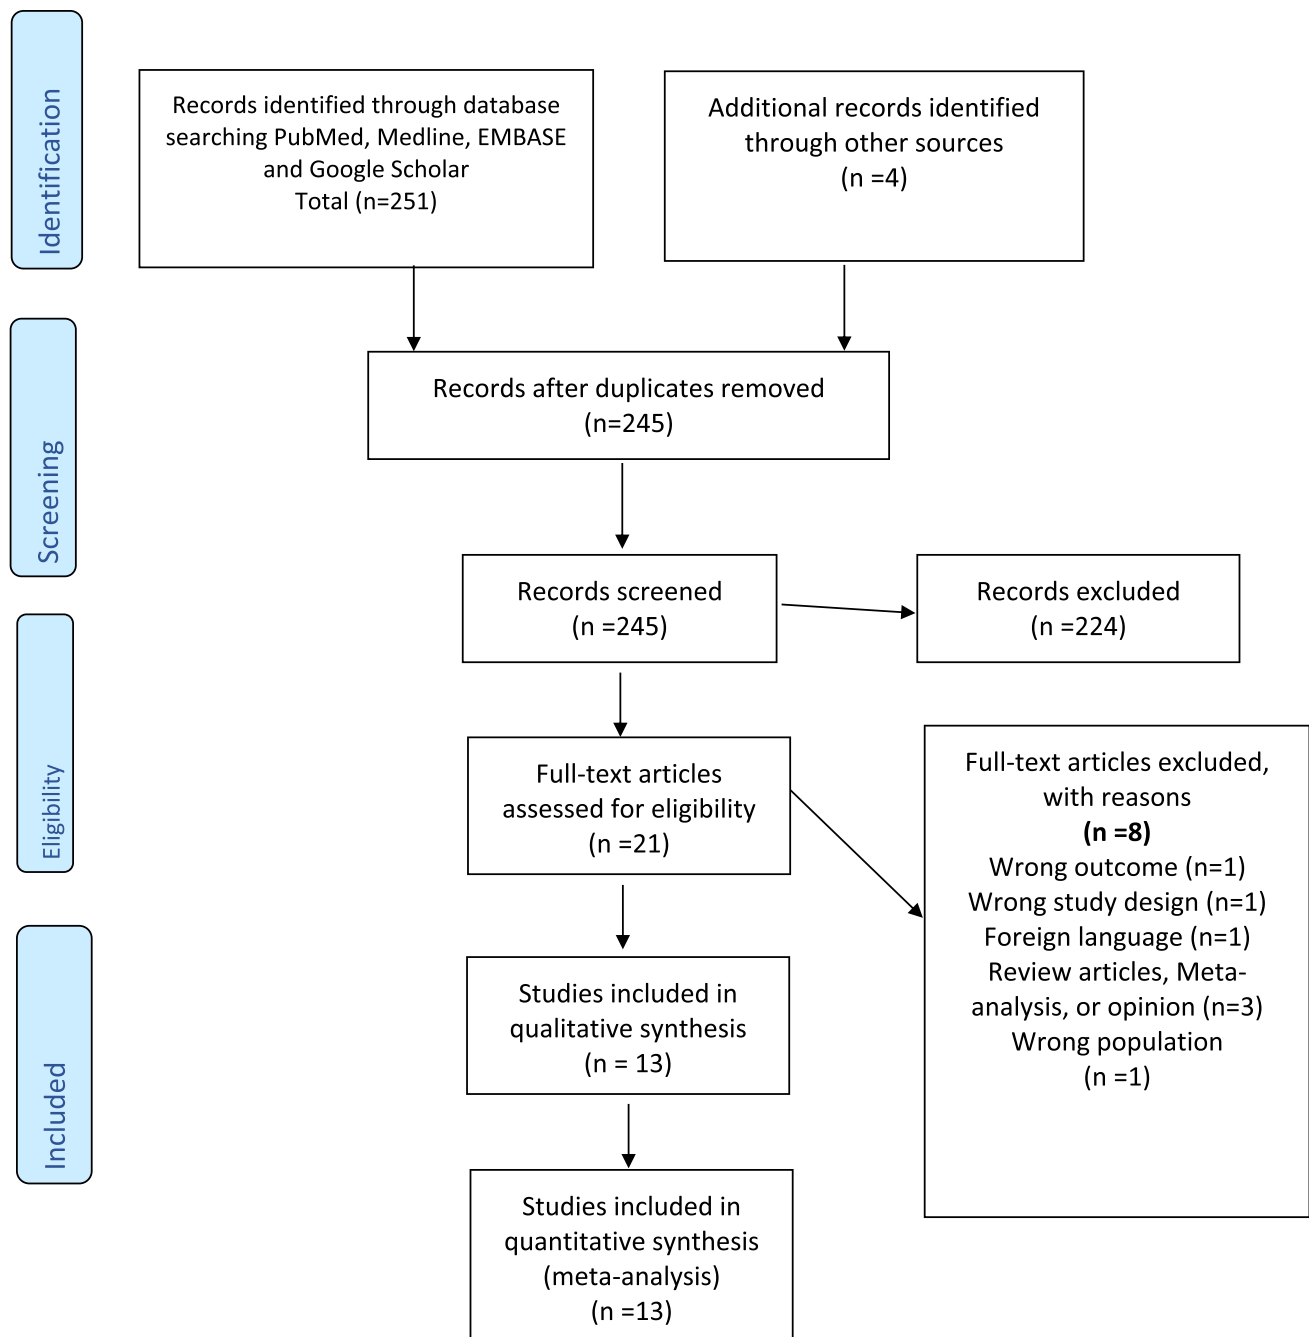 Identification
Records identified through database
searching PubMed, Medline, EMBASE
and Google Scholar
Total (n=251)
Additional records identified
through other sources
(n =4)
Screening
Records after duplicates removed
(n=245)
Records screened
(n =245)
Records excluded
(n =224)
Eligibility
Full-text articles
assessed for eligibility
(n =21)
Full-text articles excluded,
with reasons
(n =8)
Wrong outcome (n=1)
Wrong study design (n=1)
Foreign language (n=1)
Review articles, Meta-
analysis, or opinion (n=3)
Wrong population
(n =1)
Included
Studies included in
qualitative synthesis
(n = 13)
Studies included in
quantitative synthesis
(meta-analysis)
(n =13)